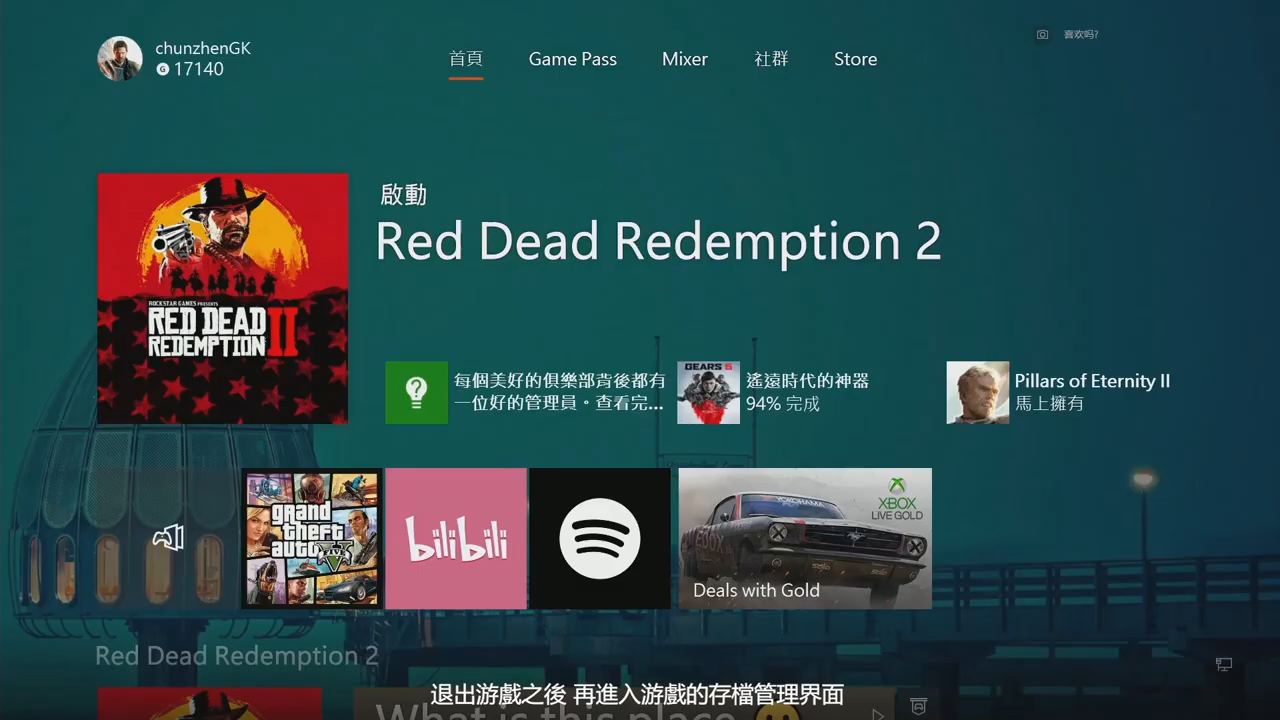 chunzhenGK
G 17140
首頁
Game Pass
Mixer
社群
Store
喜欢吗?
啟動
Red Dead Redemption 2
ROCKSTAR GAMES PRESENTS
RED DEAD
REDEMPTION II
每個美好的俱樂部背後都有
一位好的管理員。查看完...
GEARS 5
遙遠時代的神器
94% 完成
Pillars of Eternity II
馬上擁有
grand
theft
auto V
bilibili
YOKOHAMA
XBOX
LIVE GOLD
Deals with Gold
Red Dead Redemption 2
What is this place
退出游戲之後 再進入游戲的存檔管理界面